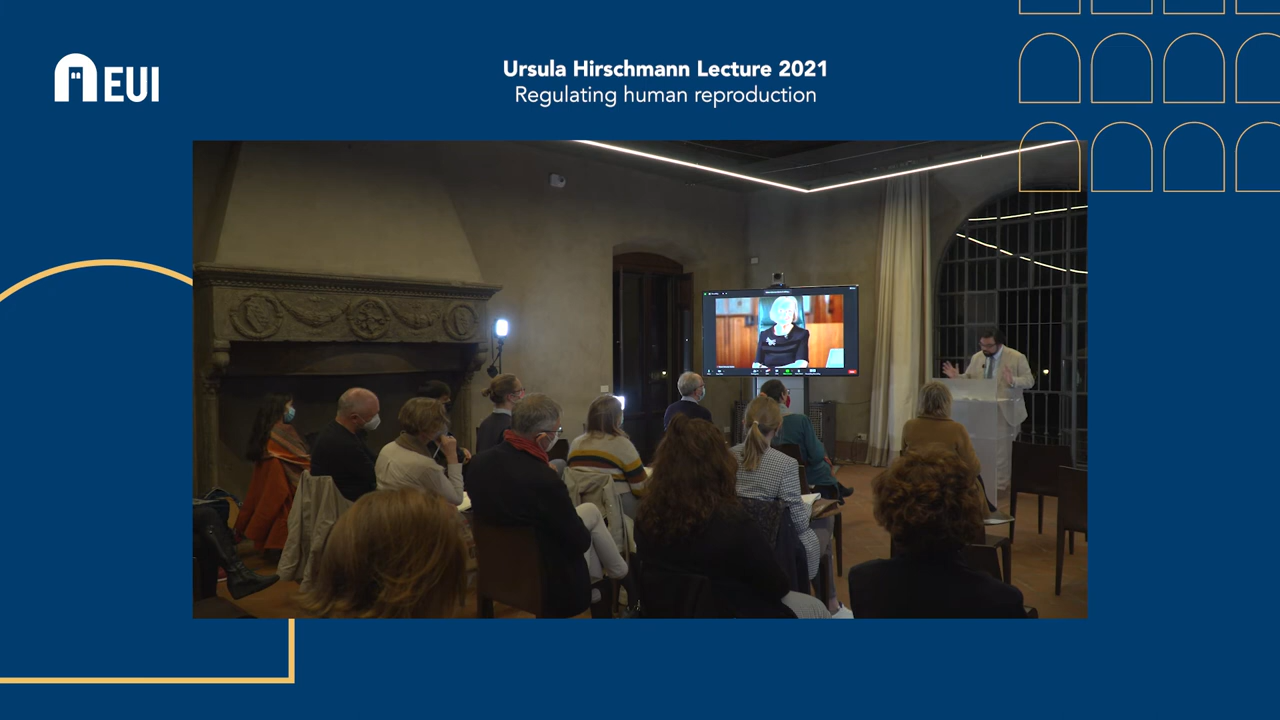 EUI
Ursula Hirschmann Lecture 2021
Regulating human reproduction